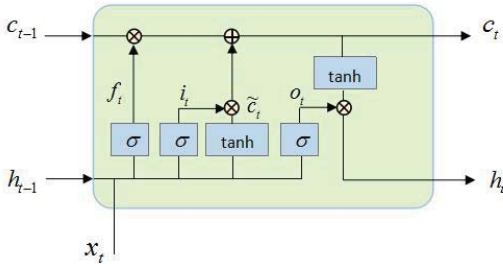 c_{t-1} ⊗ ⊕ c_t
tanh
f_t i_t ⊗ c̃_t o_t ⊗
σ σ tanh σ
h_{t-1} h_t
x_t